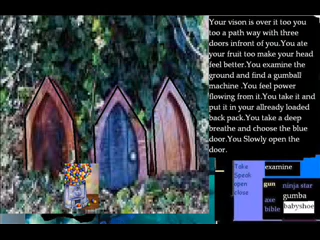 Your vison is over it too you
too a path way with three
doors infront of you.You ate
your fruit too make your head
feel better.You examine the
ground and find a gumball
machine .You feel power
flowing from it.You take it and
put it in your allready loaded
back pack.You take a deep
breathe and choose the blue
door.You Slowly open the
door.
Take
Speak
open
close
examine
gun
axe
bible
ninja star
gumba
babyshoe